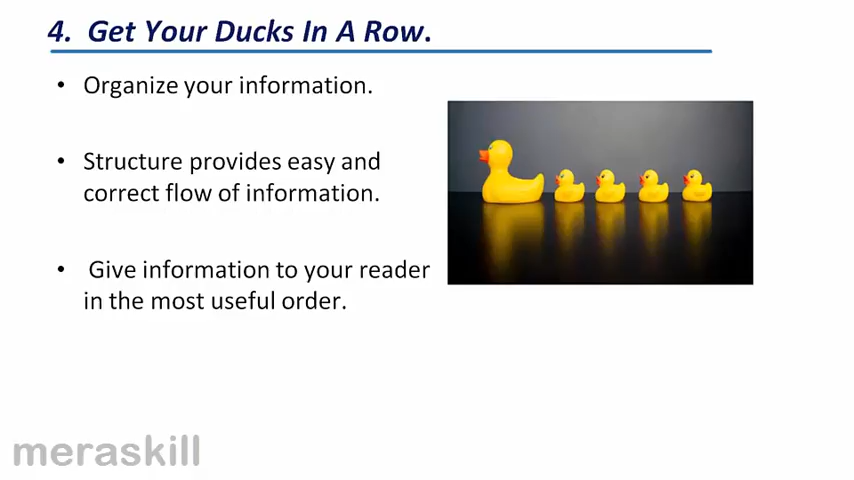 4. Get Your Ducks In A Row.
• Organize your information.
• Structure provides easy and
correct flow of information.
• Give information to your reader
in the most useful order.
meraskill